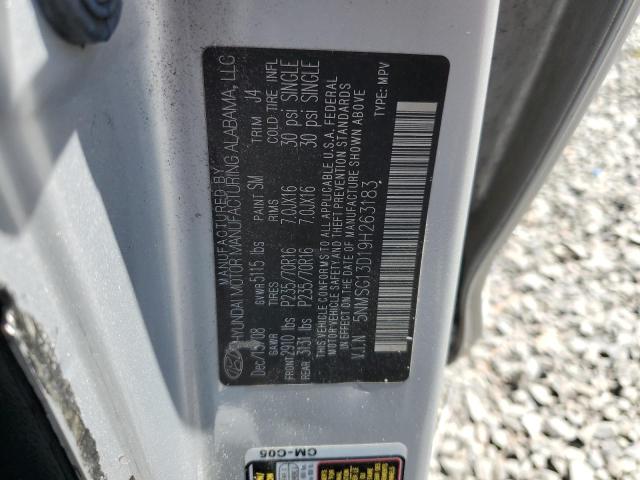 MANUFACTURED BY
HYUNDAI MOTOR MANUFACTURING ALABAMA, LLC
Dec/15/08 GVWR 5115 lbs PAINT SM TRIM J4
GAWR TIRES RIMS COLD TIRE INFL
FRONT 2910 lbs P235/70R16 7.0JX16 30 psi SINGLE
REAR 3131 lbs P235/70R16 7.0JX16 30 psi SINGLE
THIS VEHICLE CONFORMS TO ALL APPLICABLE U.S.A. FEDERAL
MOTOR VEHICLE SAFETY AND THEFT PREVENTION STANDARDS
IN EFFECT ON THE DATE OF MANUFACTURE SHOWN ABOVE
V.I.N 5NMSG13D19H263183 TYPE: MPV
CM-C05